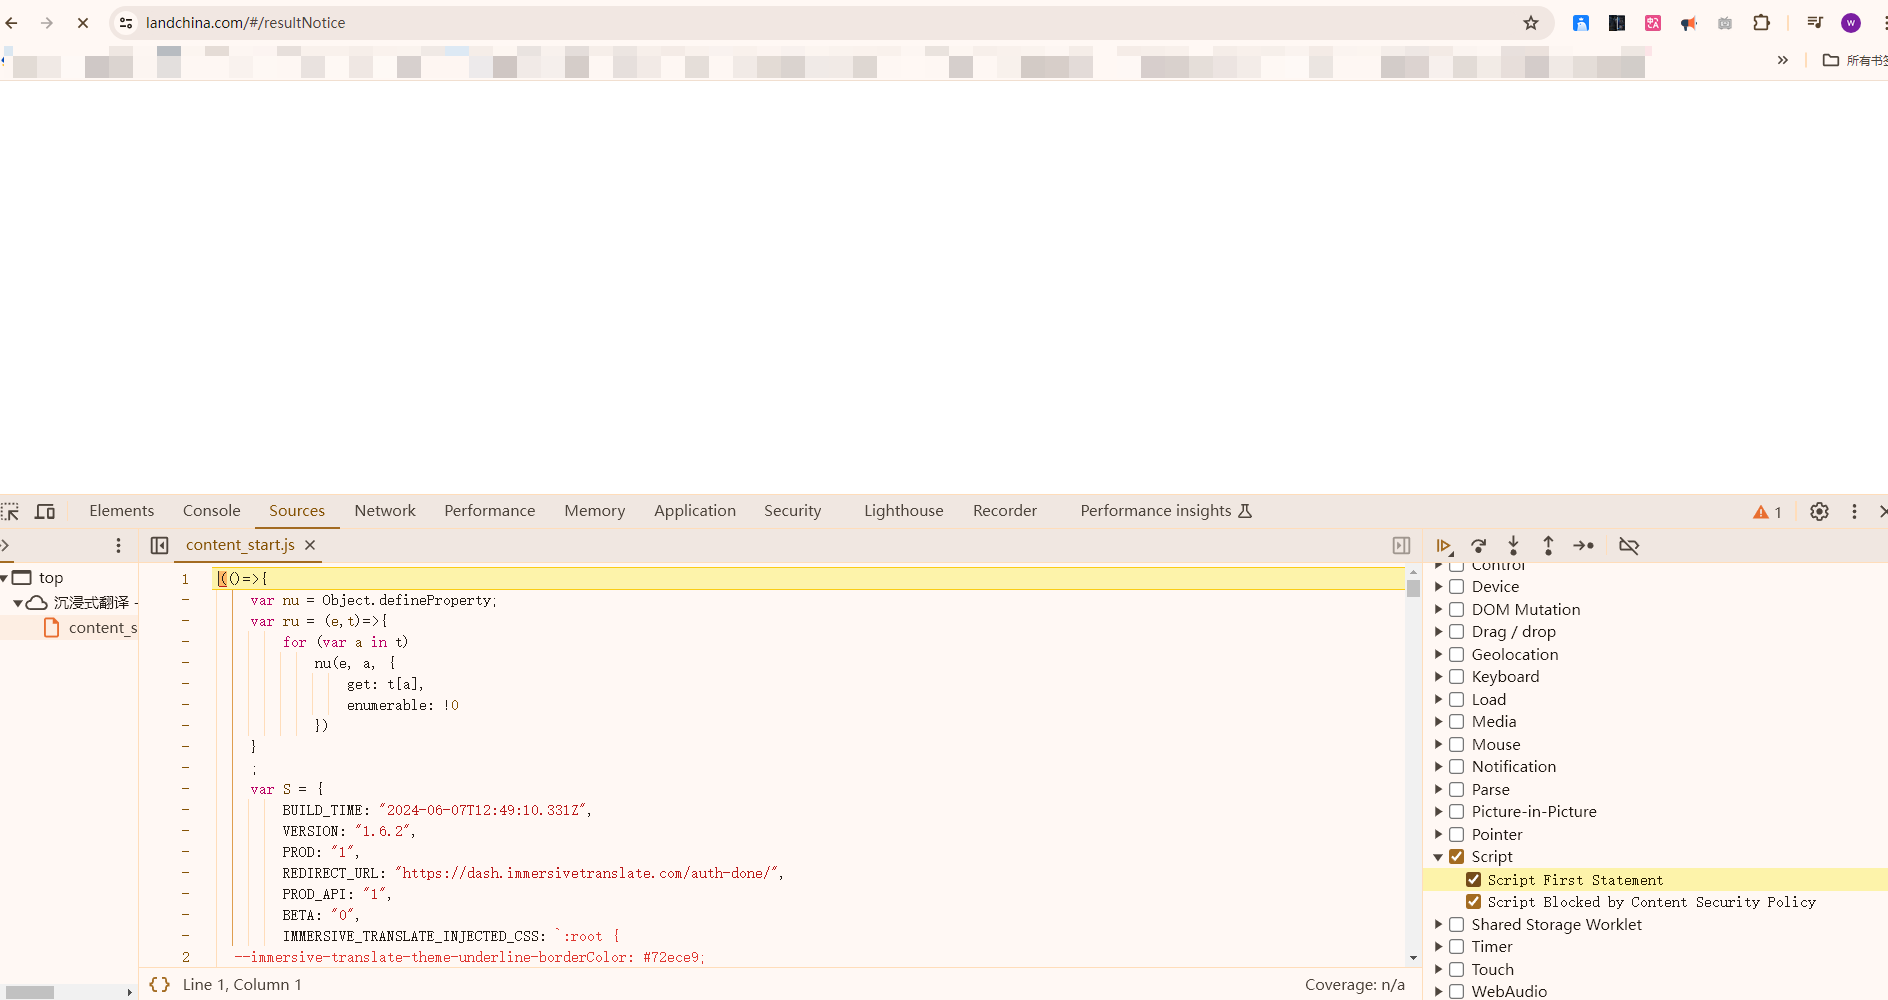 landchina.com/#/resultNotice
W
Elements Console Sources Network Performance Memory Application Security Lighthouse Recorder Performance insights 1
content_start.js
top
沉浸式翻译 -
content_s
1 (()=>{
- var nu = Object.defineProperty;
- var ru = (e,t)=>{
- for (var a in t)
- nu(e, a, {
- get: t[a],
- enumerable: !0
- })
- }
- ;
- var S = {
- BUILD_TIME: "2024-06-07T12:49:10.331Z",
- VERSION: "1.6.2",
- PROD: "1",
- REDIRECT_URL: "https://dash.immersivetranslate.com/auth-done/",
- PROD_API: "1",
- BETA: "0",
- IMMERSIVE_TRANSLATE_INJECTED_CSS: `:root {
2 --immersive-translate-theme-underline-borderColor: #72ece9;
{} Line 1, Column 1
Coverage: n/a
Control
Device
DOM Mutation
Drag / drop
Geolocation
Keyboard
Load
Media
Mouse
Notification
Parse
Picture-in-Picture
Pointer
Script
Script First Statement
Script Blocked by Content Security Policy
Shared Storage Worklet
Timer
Touch
WebAudio